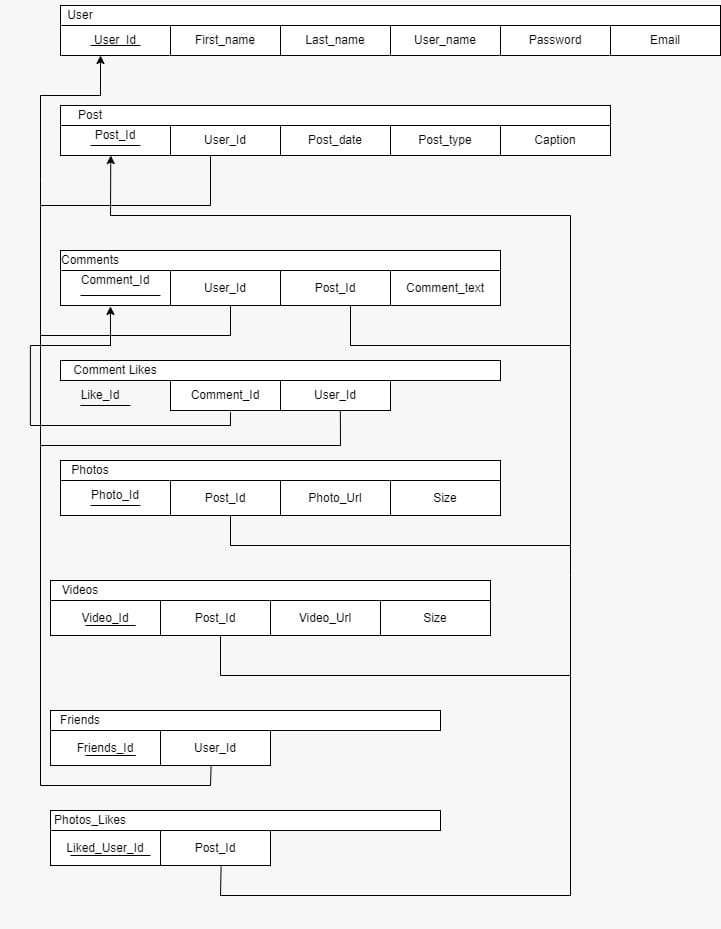 User
User_Id First_name Last_name User_name Password Email
Post
Post_Id User_Id Post_date Post_type Caption
Comments
Comment_Id User_Id Post_Id Comment_text
Comment Likes
Like_Id Comment_Id User_Id
Photos
Photo_Id Post_Id Photo_Url Size
Videos
Video_Id Post_Id Video_Url Size
Friends
Friends_Id User_Id
Photos_Likes
Liked_User_Id Post_Id